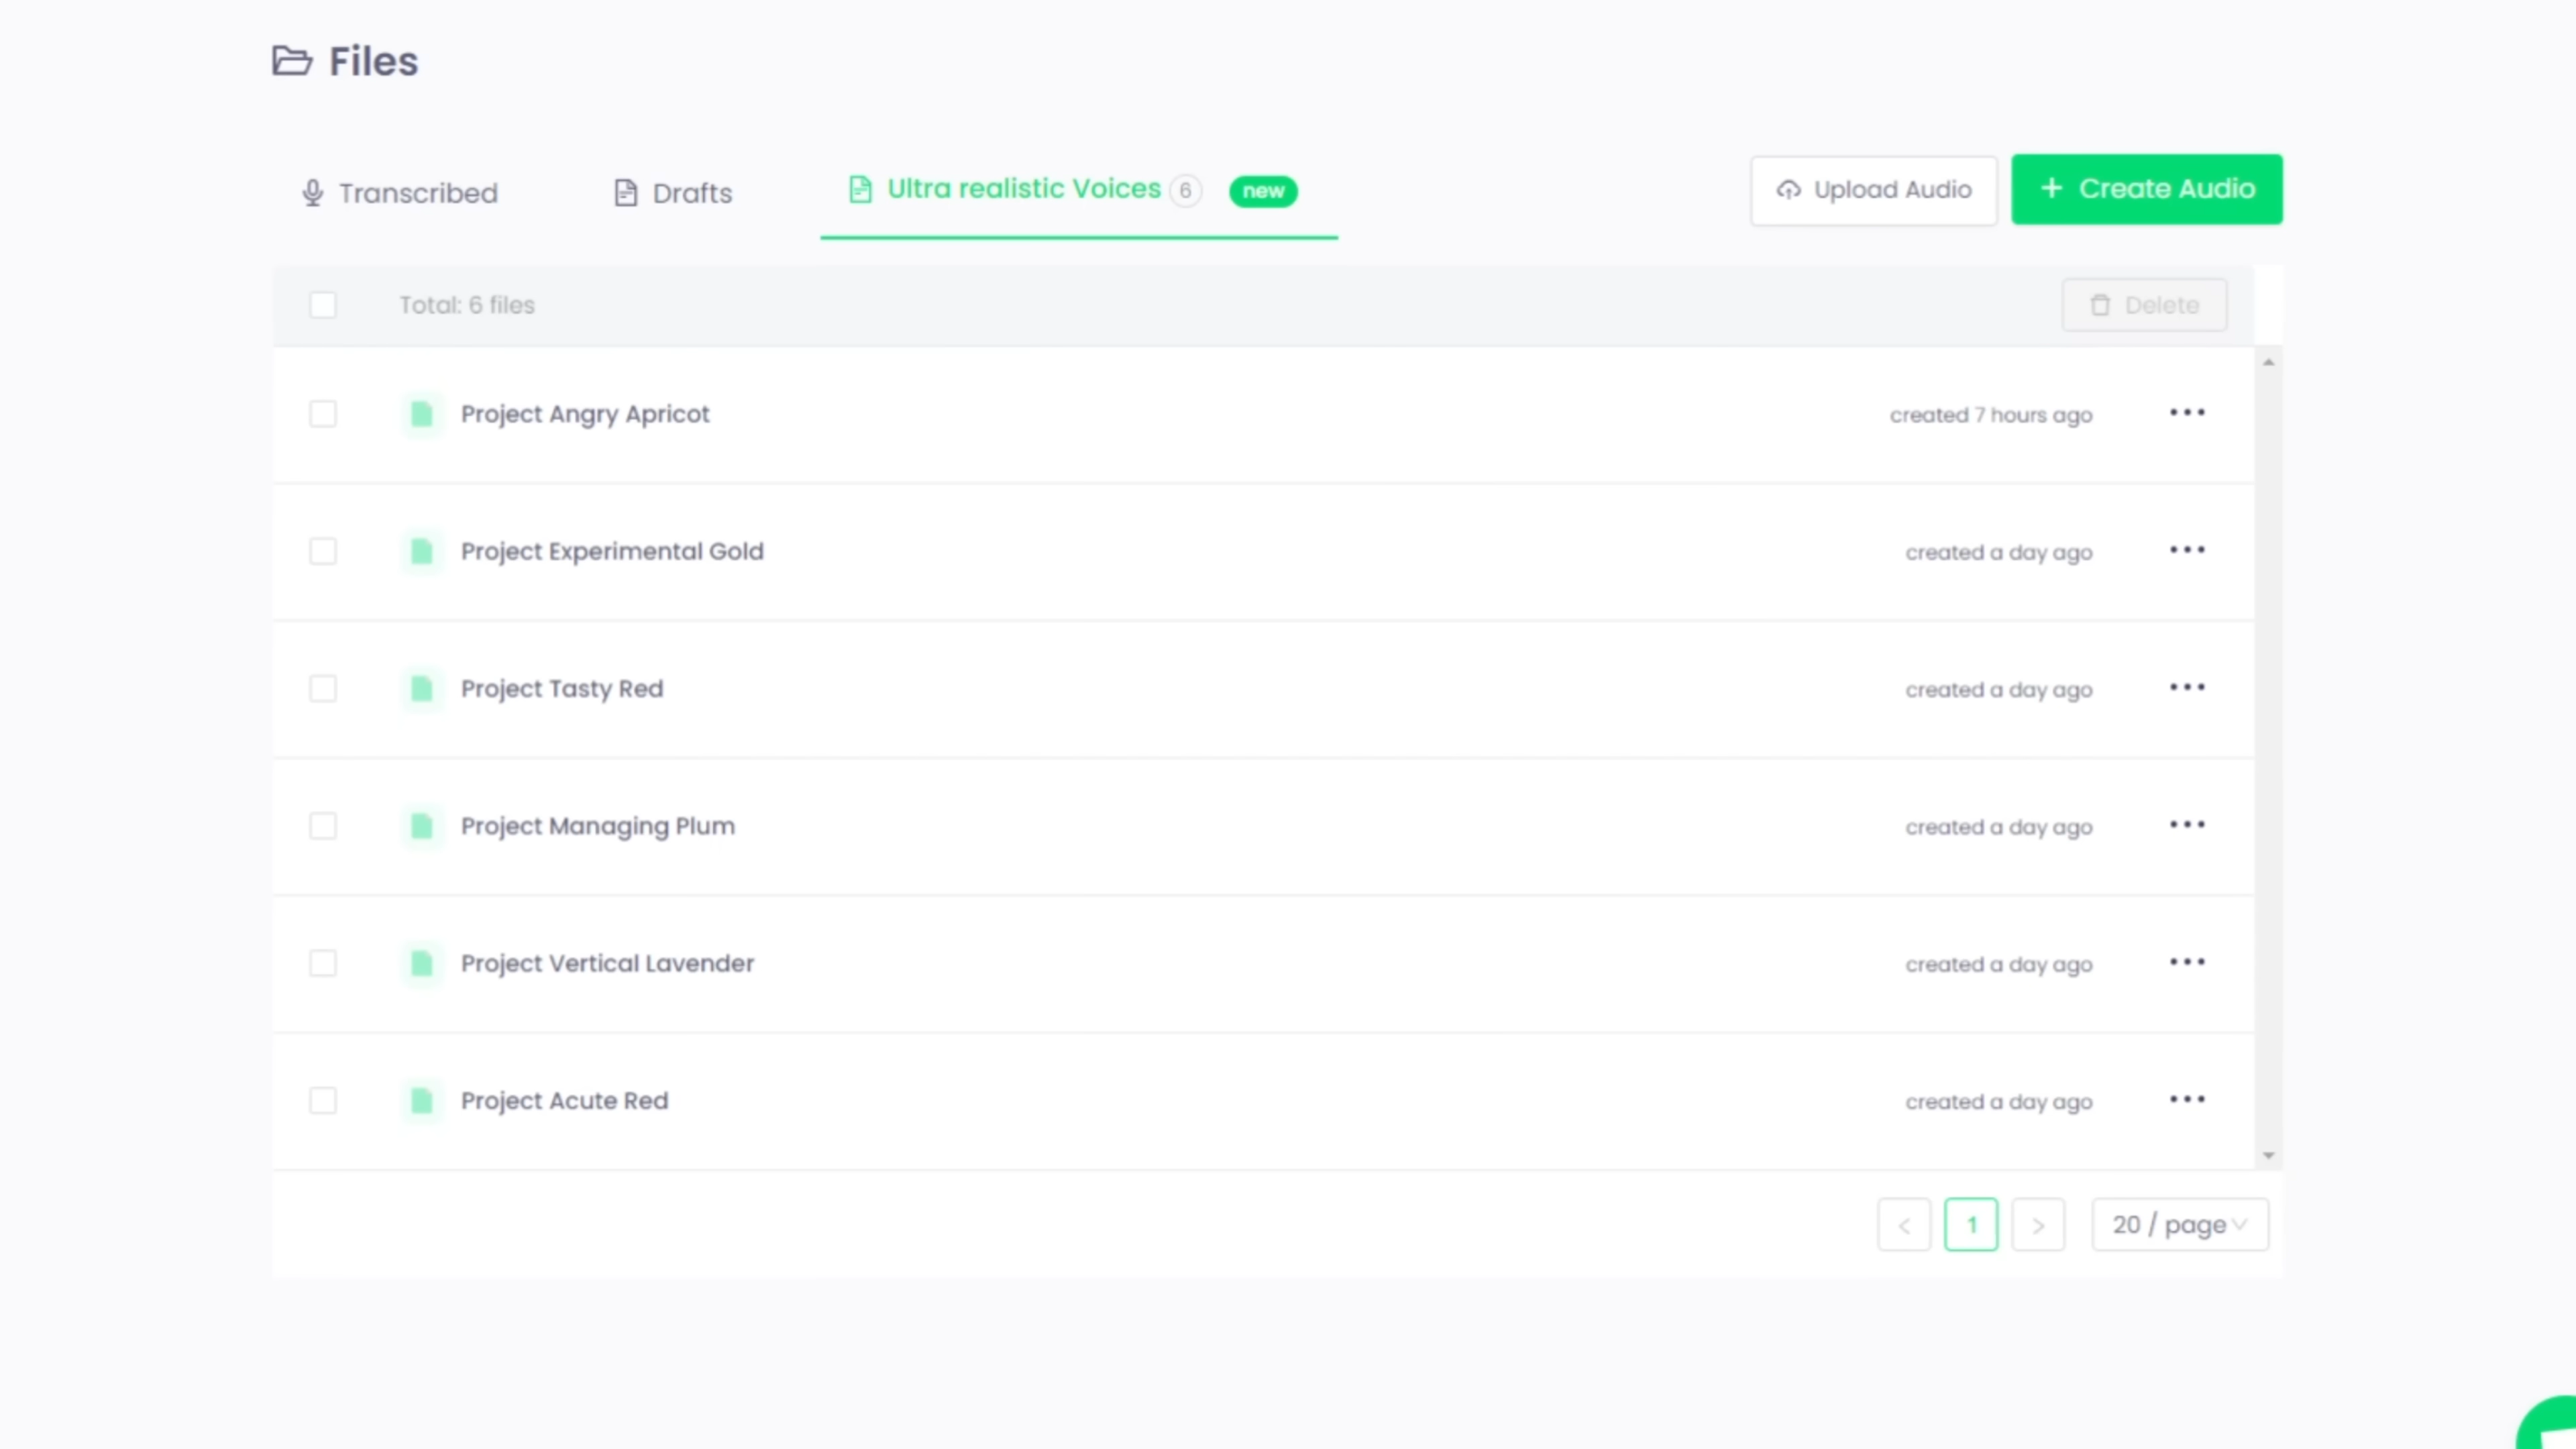 Files
Transcribed
Drafts
Ultra realistic Voices 6 new
Upload Audio
+ Create Audio
Total: 6 files
Delete
Project Angry Apricot created 7 hours ago
Project Experimental Gold created a day ago
Project Tasty Red created a day ago
Project Managing Plum created a day ago
Project Vertical Lavender created a day ago
Project Acute Red created a day ago
< 1 > 20 / page